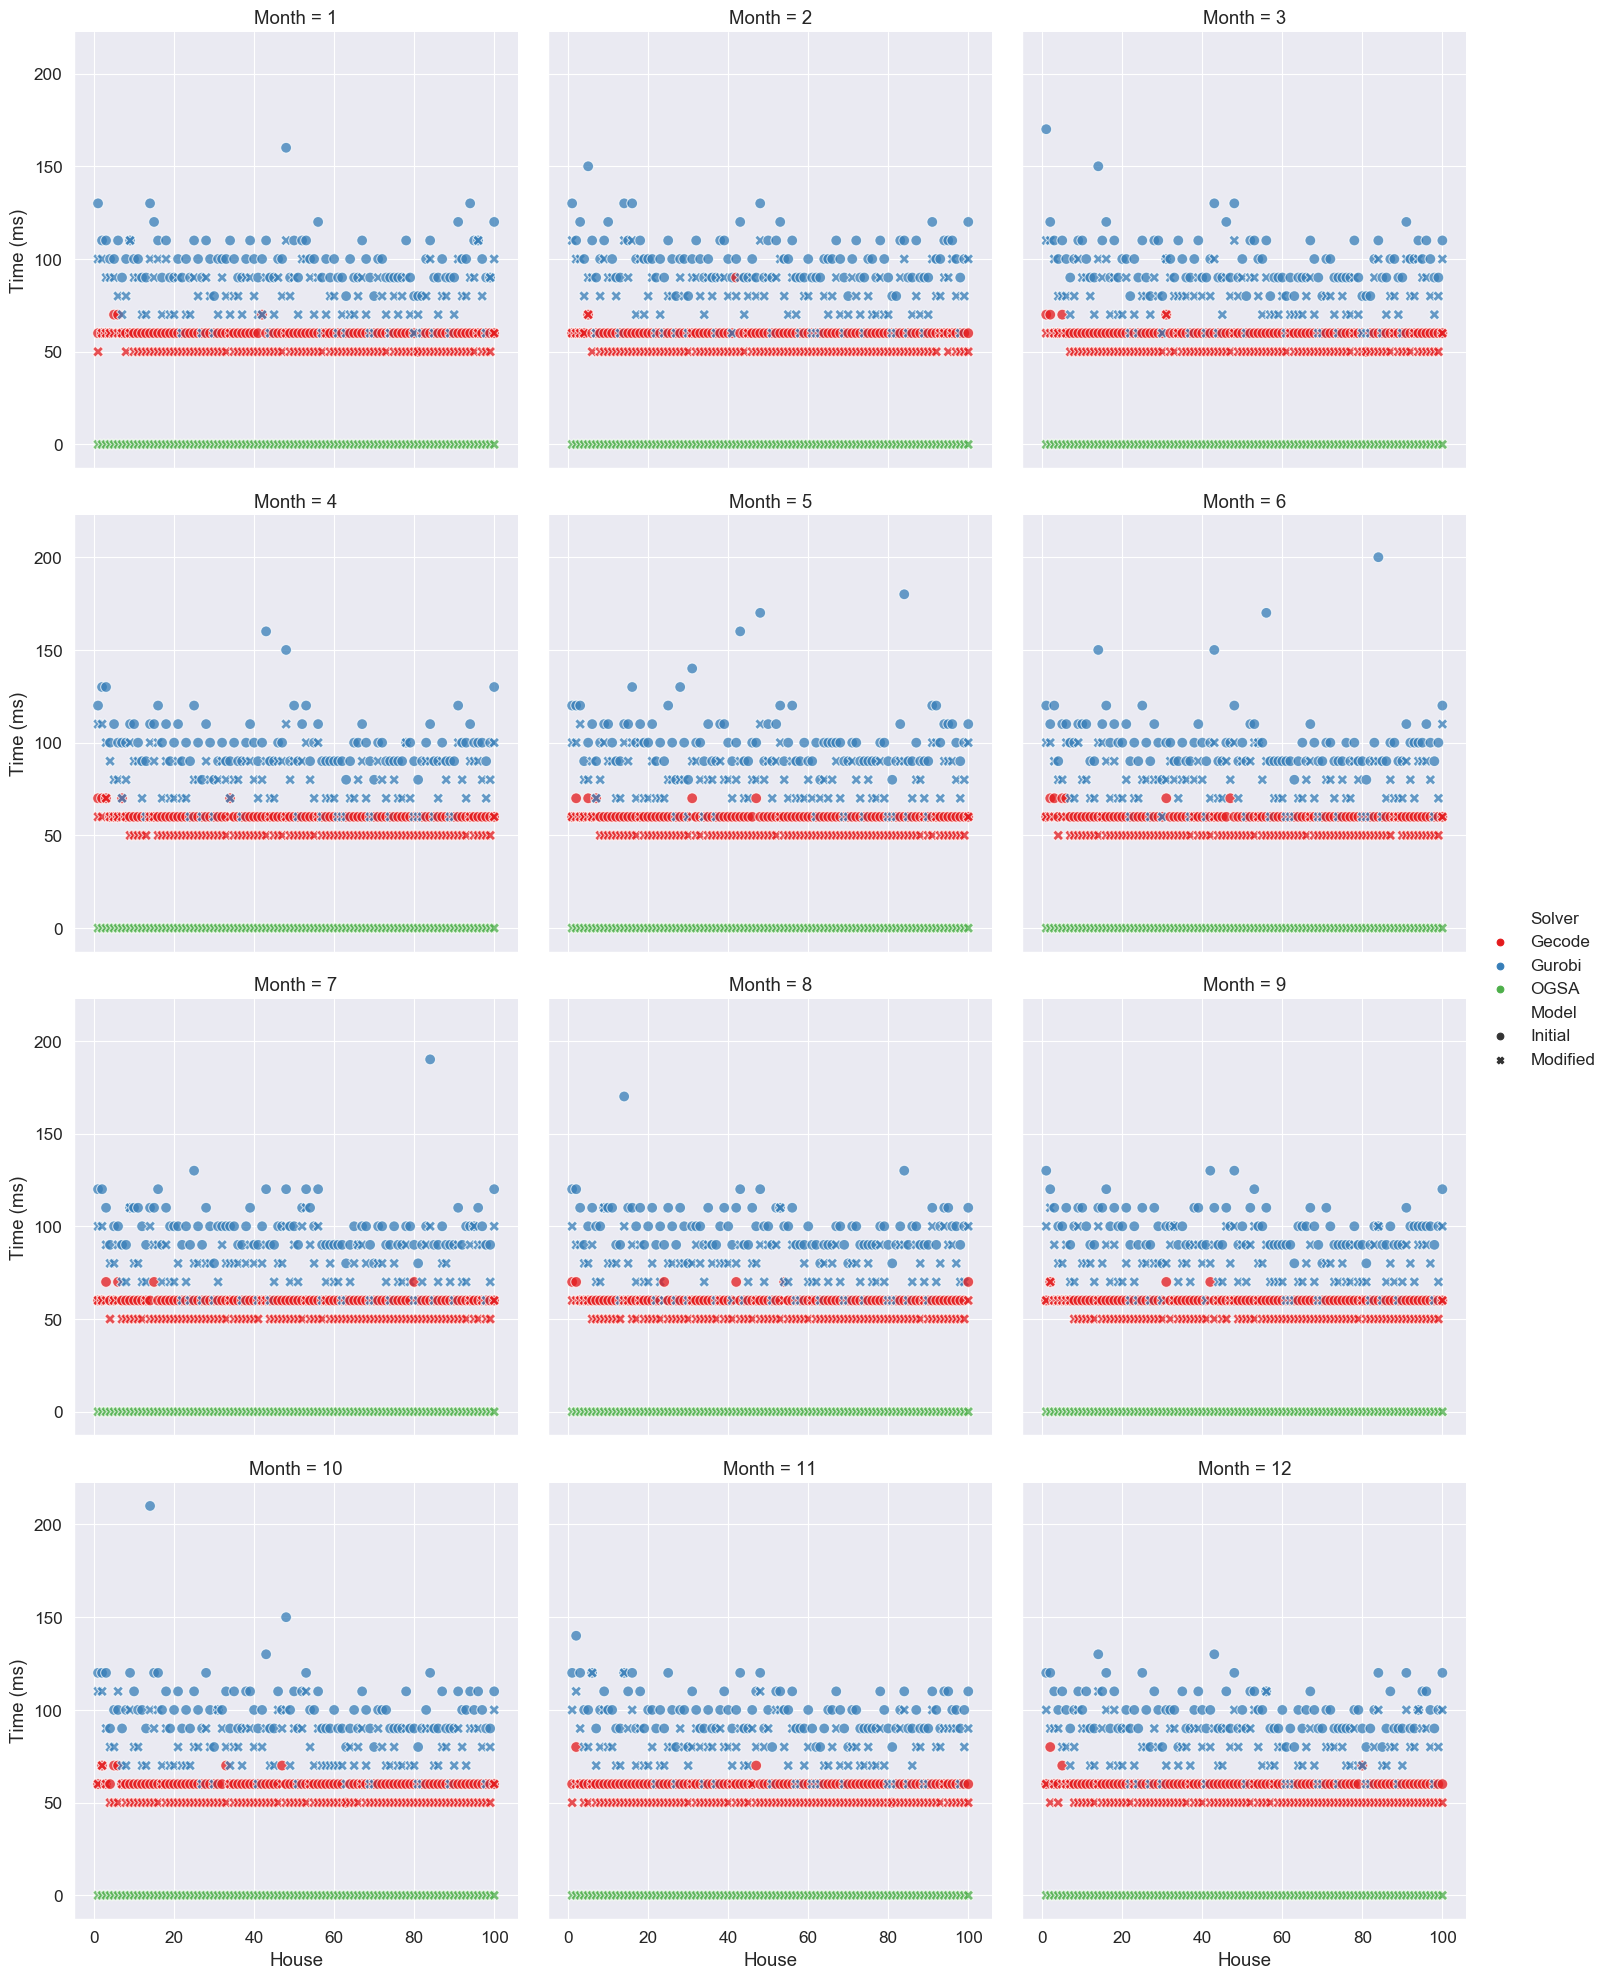 Month = 1
Month = 2
Month = 3
Time (ms)
200
150
100
50
0
Month = 4
Month = 5
Month = 6
Time (ms)
200
150
100
50
0
Solver
Gecode
Gurobi
OGSA
Model
Initial
Modified
Month = 7
Month = 8
Month = 9
Time (ms)
200
150
100
50
0
Month = 10
Month = 11
Month = 12
Time (ms)
200
150
100
50
0
0 20 40 60 80 100
0 20 40 60 80 100
0 20 40 60 80 100
House
House
House